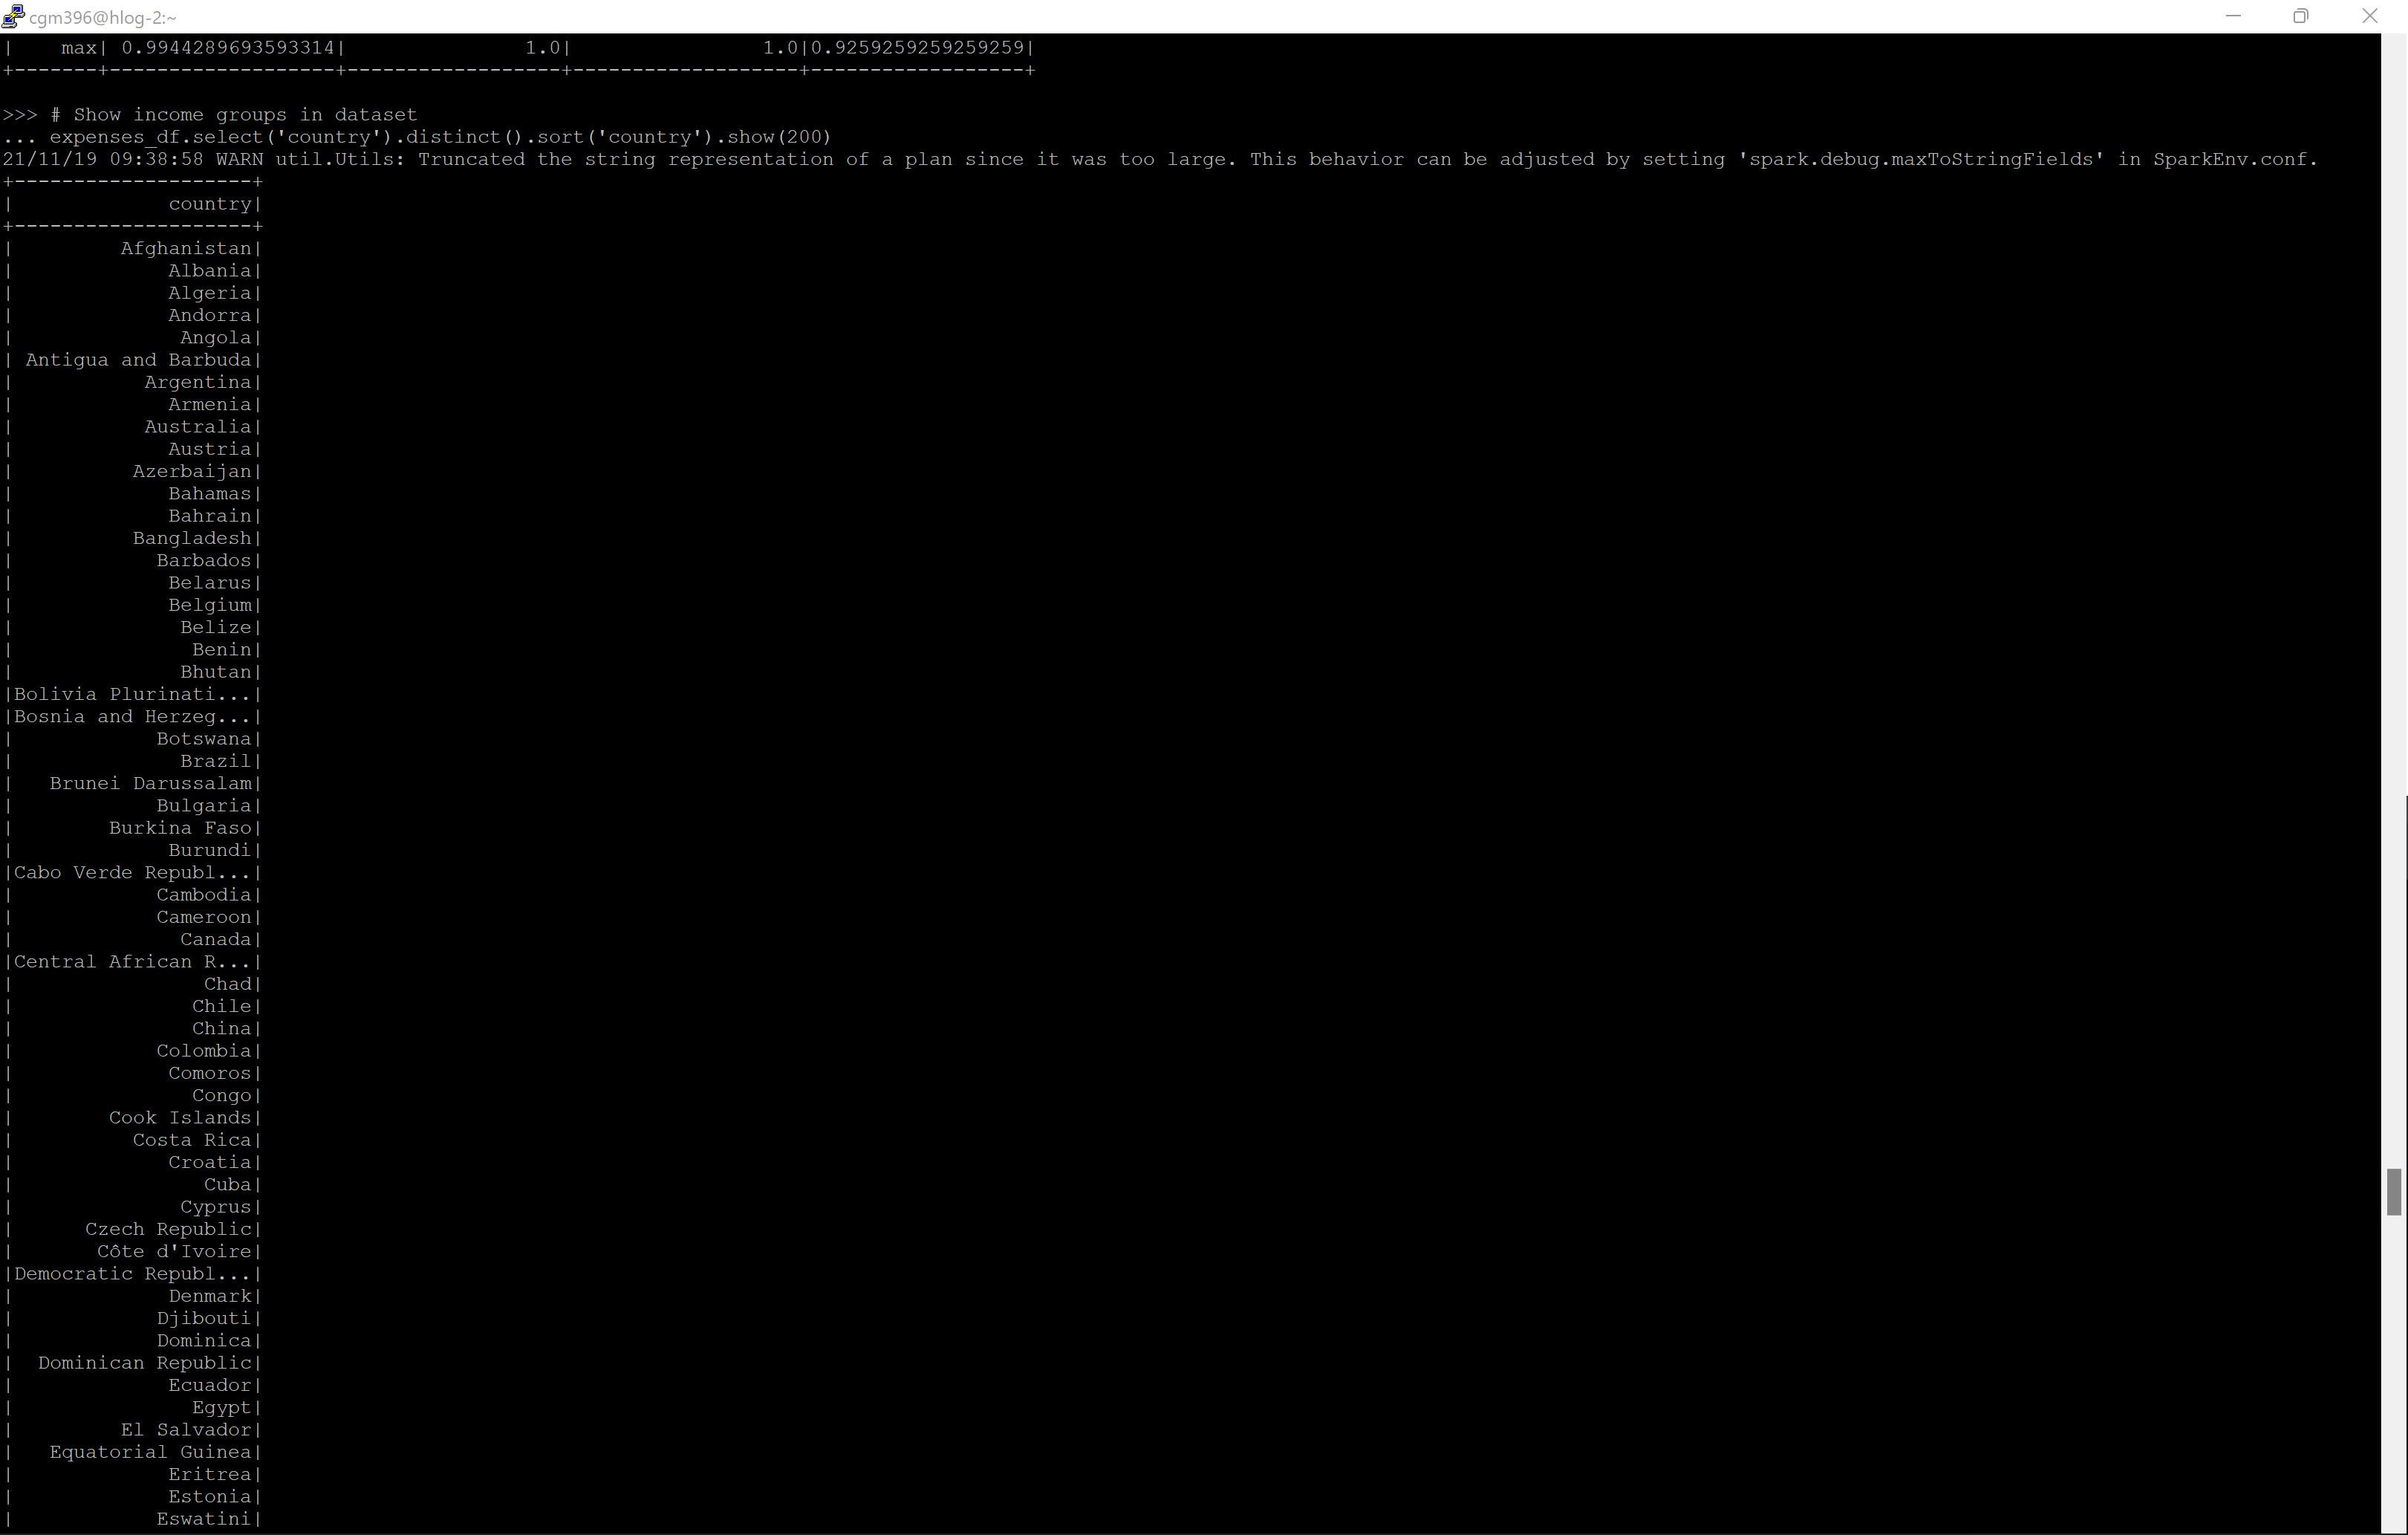 cgm396@hlog-2:~
|    max| 0.9944289693593314|               1.0|                1.0|0.9259259259259259|
+-------+-------------------+------------------+-------------------+------------------+
>>> # Show income groups in dataset
... expenses_df.select('country').distinct().sort('country').show(200)
21/11/19 09:38:58 WARN util.Utils: Truncated the string representation of a plan since it was too large. This behavior can be adjusted by setting 'spark.debug.maxToStringFields' in SparkEnv.conf.
+--------------------+
|             country|
+--------------------+
|         Afghanistan|
|             Albania|
|             Algeria|
|             Andorra|
|              Angola|
| Antigua and Barbuda|
|           Argentina|
|             Armenia|
|           Australia|
|             Austria|
|          Azerbaijan|
|             Bahamas|
|             Bahrain|
|          Bangladesh|
|            Barbados|
|             Belarus|
|             Belgium|
|              Belize|
|               Benin|
|              Bhutan|
|Bolivia Plurinati...|
|Bosnia and Herzeg...|
|            Botswana|
|              Brazil|
|   Brunei Darussalam|
|            Bulgaria|
|        Burkina Faso|
|             Burundi|
|Cabo Verde Republ...|
|            Cambodia|
|            Cameroon|
|              Canada|
|Central African R...|
|                Chad|
|               Chile|
|               China|
|            Colombia|
|             Comoros|
|               Congo|
|        Cook Islands|
|          Costa Rica|
|             Croatia|
|                Cuba|
|              Cyprus|
|      Czech Republic|
|       Côte d'Ivoire|
|Democratic Republ...|
|             Denmark|
|            Djibouti|
|            Dominica|
|  Dominican Republic|
|             Ecuador|
|               Egypt|
|         El Salvador|
|   Equatorial Guinea|
|             Eritrea|
|             Estonia|
|            Eswatini|